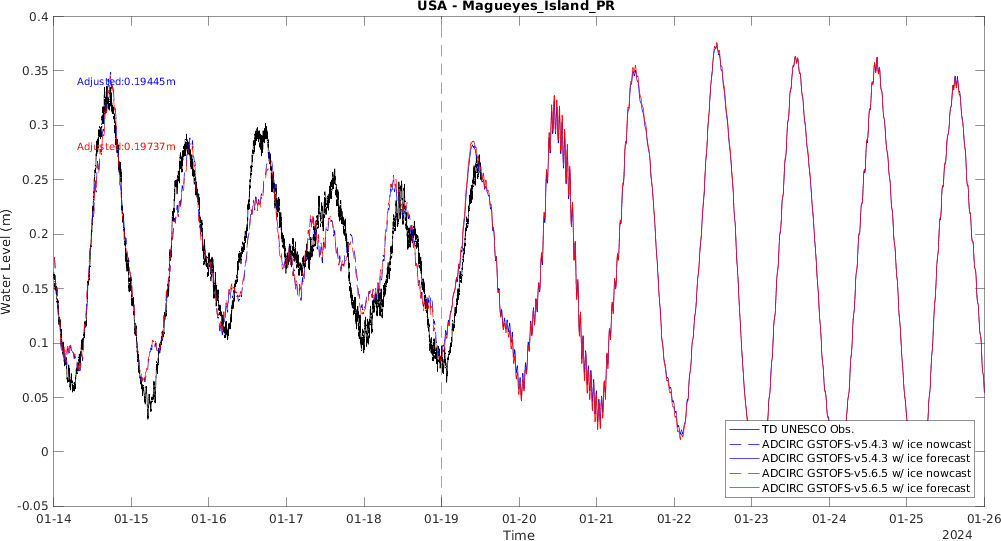 USA - Magueyes_Island_PR
0.4
0.35
0.3
0.25
0.2
0.15
0.1
0.05
0
-0.05
Water Level (m)
Adjusted:0.19445m
Adjusted:0.19737m
TD UNESCO Obs.
ADCIRC GSTOFS-v5.4.3 w/ ice nowcast
ADCIRC GSTOFS-v5.4.3 w/ ice forecast
ADCIRC GSTOFS-v5.6.5 w/ ice nowcast
ADCIRC GSTOFS-v5.6.5 w/ ice forecast
01-14 01-15 01-16 01-17 01-18 01-19 01-20 01-21 01-22 01-23 01-24 01-25 01-26
Time
2024